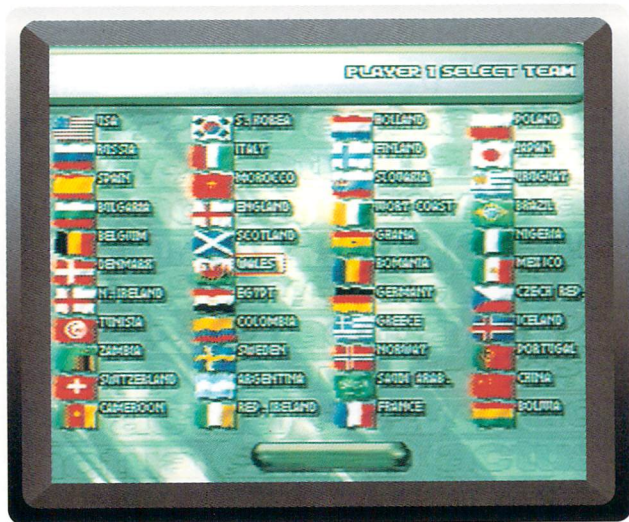 PLAYER 1 SELECT TEAM
USA S. KOREA HOLLAND POLAND
RUSSIA ITALY FINLAND JAPAN
SPAIN MOROCCO SLOVAKIA URUGUAY
BULGARIA ENGLAND IVORY COAST BRAZIL
BELGIUM SCOTLAND GHANA NIGERIA
DENMARK WALES ROMANIA MEXICO
N. IRELAND EGYPT GERMANY CZECH REP.
TUNISIA COLOMBIA GREECE ICELAND
ZAMBIA SWEDEN NORWAY PORTUGAL
SWITZERLAND ARGENTINA SAUDI ARAB. CHINA
CAMEROON REP. IRELAND FRANCE BOLIVIA